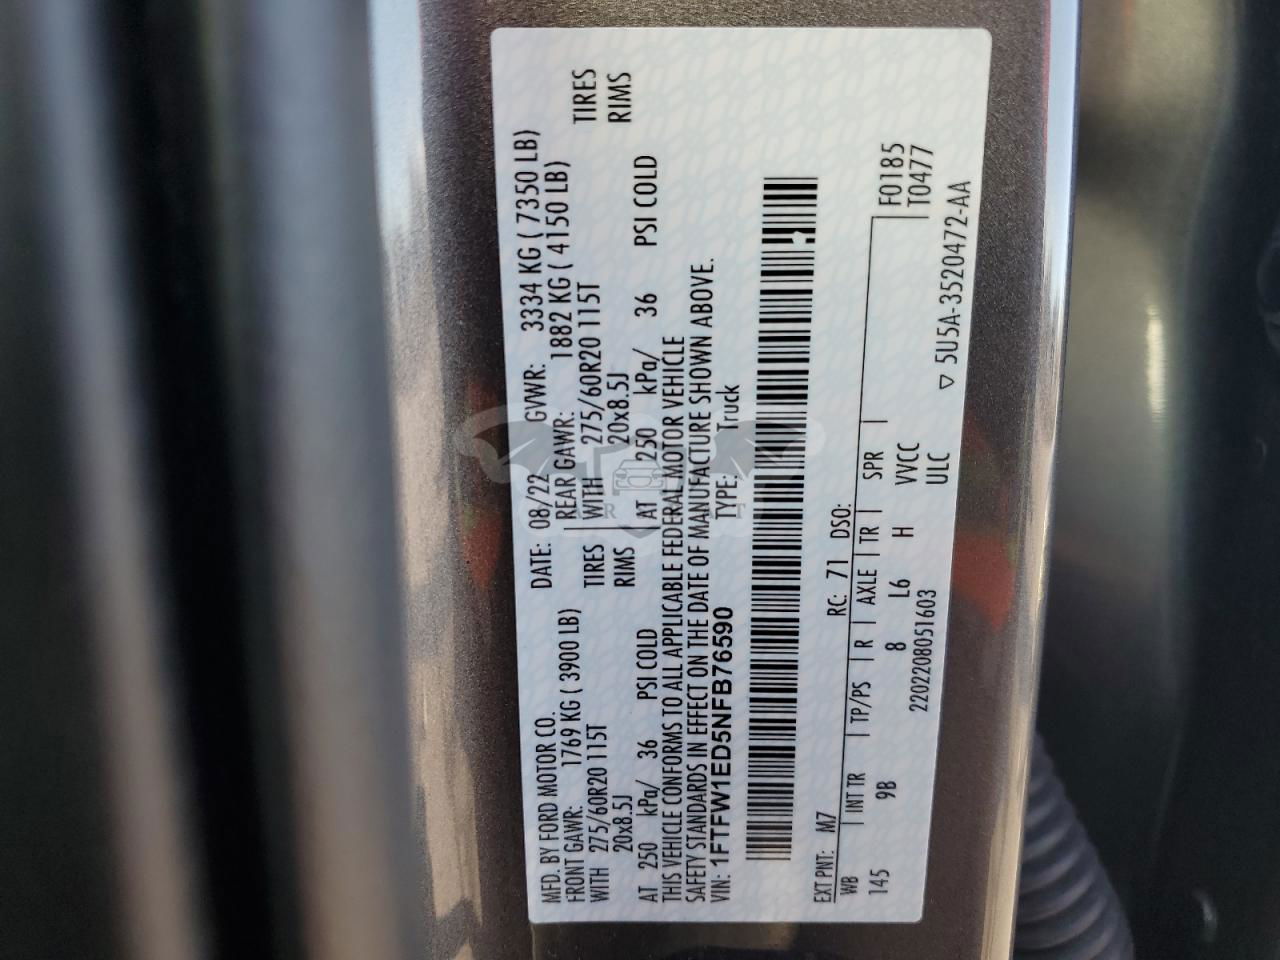 MFD. BY FORD MOTOR CO. DATE: 08/22 GVWR: 3334 KG ( 7350 LB)
FRONT GAWR: 1769 KG ( 3900 LB) REAR GAWR: 1882 KG ( 4150 LB)
WITH 275/60R20 115T TIRES WITH 275/60R20 115T TIRES
20x8.5J RIMS 20x8.5J RIMS
AT 250 kPa/ 36 PSI COLD AT 250 kPa/ 36 PSI COLD
THIS VEHICLE CONFORMS TO ALL APPLICABLE FEDERAL MOTOR VEHICLE
SAFETY STANDARDS IN EFFECT ON THE DATE OF MANUFACTURE SHOWN ABOVE.
VIN: 1FTFW1ED5NFB76590 TYPE: Truck
EXT PNT: M7 RC: 71 DSO:
WB INT TR TP/PS R AXLE TR SPR F0185
145 9B 8 L6 H VVCC T0477
2202208051603 ULC
▽ 5U5A-3520472-AA